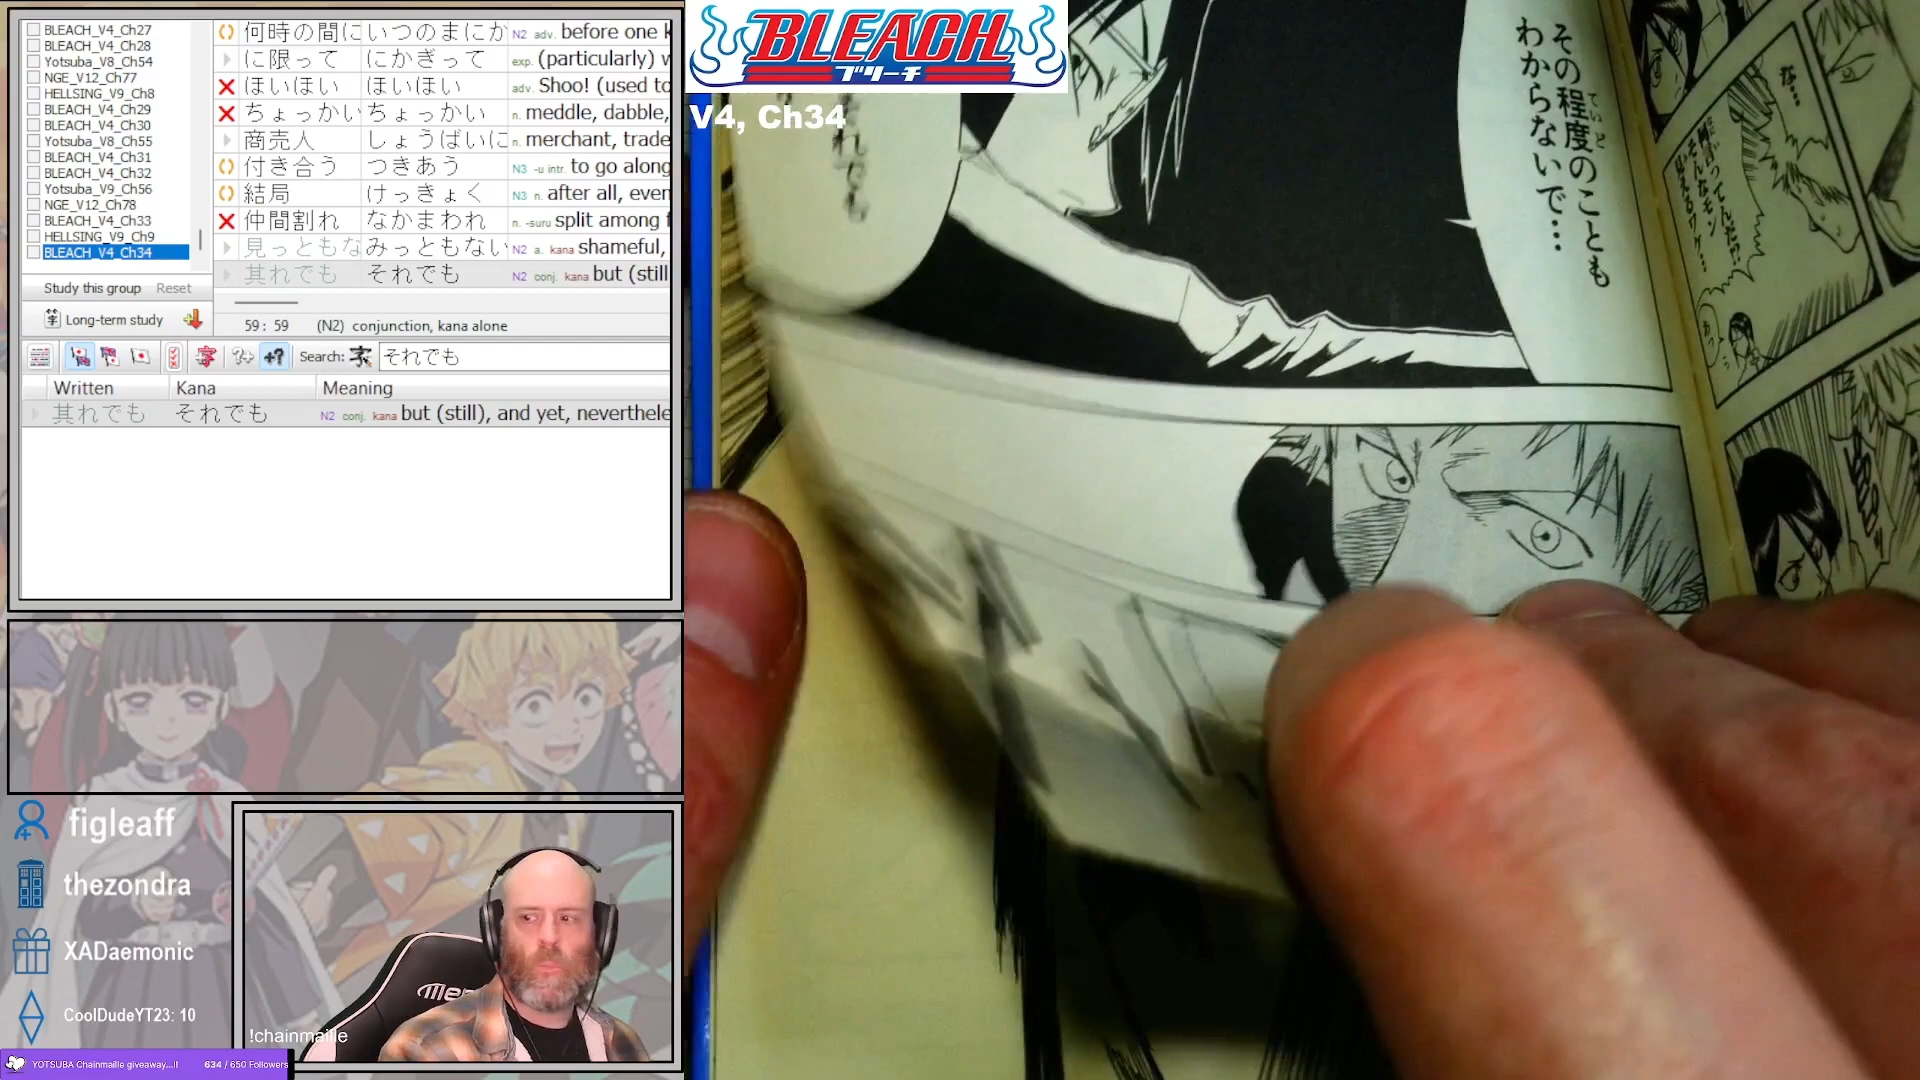 BLEACH_V4_Ch27
BLEACH_V4_Ch28
Yotsuba_V8_Ch54
NGE_V12_Ch77
HELLSING_V9_Ch8
BLEACH_V4_Ch29
BLEACH_V4_Ch30
Yotsuba_V8_Ch55
BLEACH_V4_Ch31
BLEACH_V4_Ch32
Yotsuba_V9_Ch56
NGE_V12_Ch78
BLEACH_V4_Ch33
HELLSING_V9_Ch9
BLEACH_V4_Ch34
Study this group Reset
Long-term study
何時の間に いつのまにか N2 adv. before one
に限って にかぎって exp. (particularly)
ほいほい ほいほい adv. Shoo! (used to
ちょっかい ちょっかい n. meddle, dabble,
商売人 しょうばいに n. merchant, trade
付き合う つきあう N3 -u intr. to go along
結局 けっきょく N3 n. after all, even
仲間割れ なかまわれ n. -suru split among
見っともな みっともない N2 a. kana shameful,
其れでも それでも N2 conj. kana but (still
59: 59 (N2) conjunction, kana alone
Search: それでも
Written Kana Meaning
其れでも それでも N2 conj. kana but (still), and yet, neverthele
BLEACH
ブリーチ
V4, Ch34
その程度のことも
ていど
わからないで…
な…
figleaff
thezondra
XADaemonic
CoolDudeYT23: 10
!chainmaille
YOTSUBA Chainmaille giveaway...!! 634 / 650 Followers